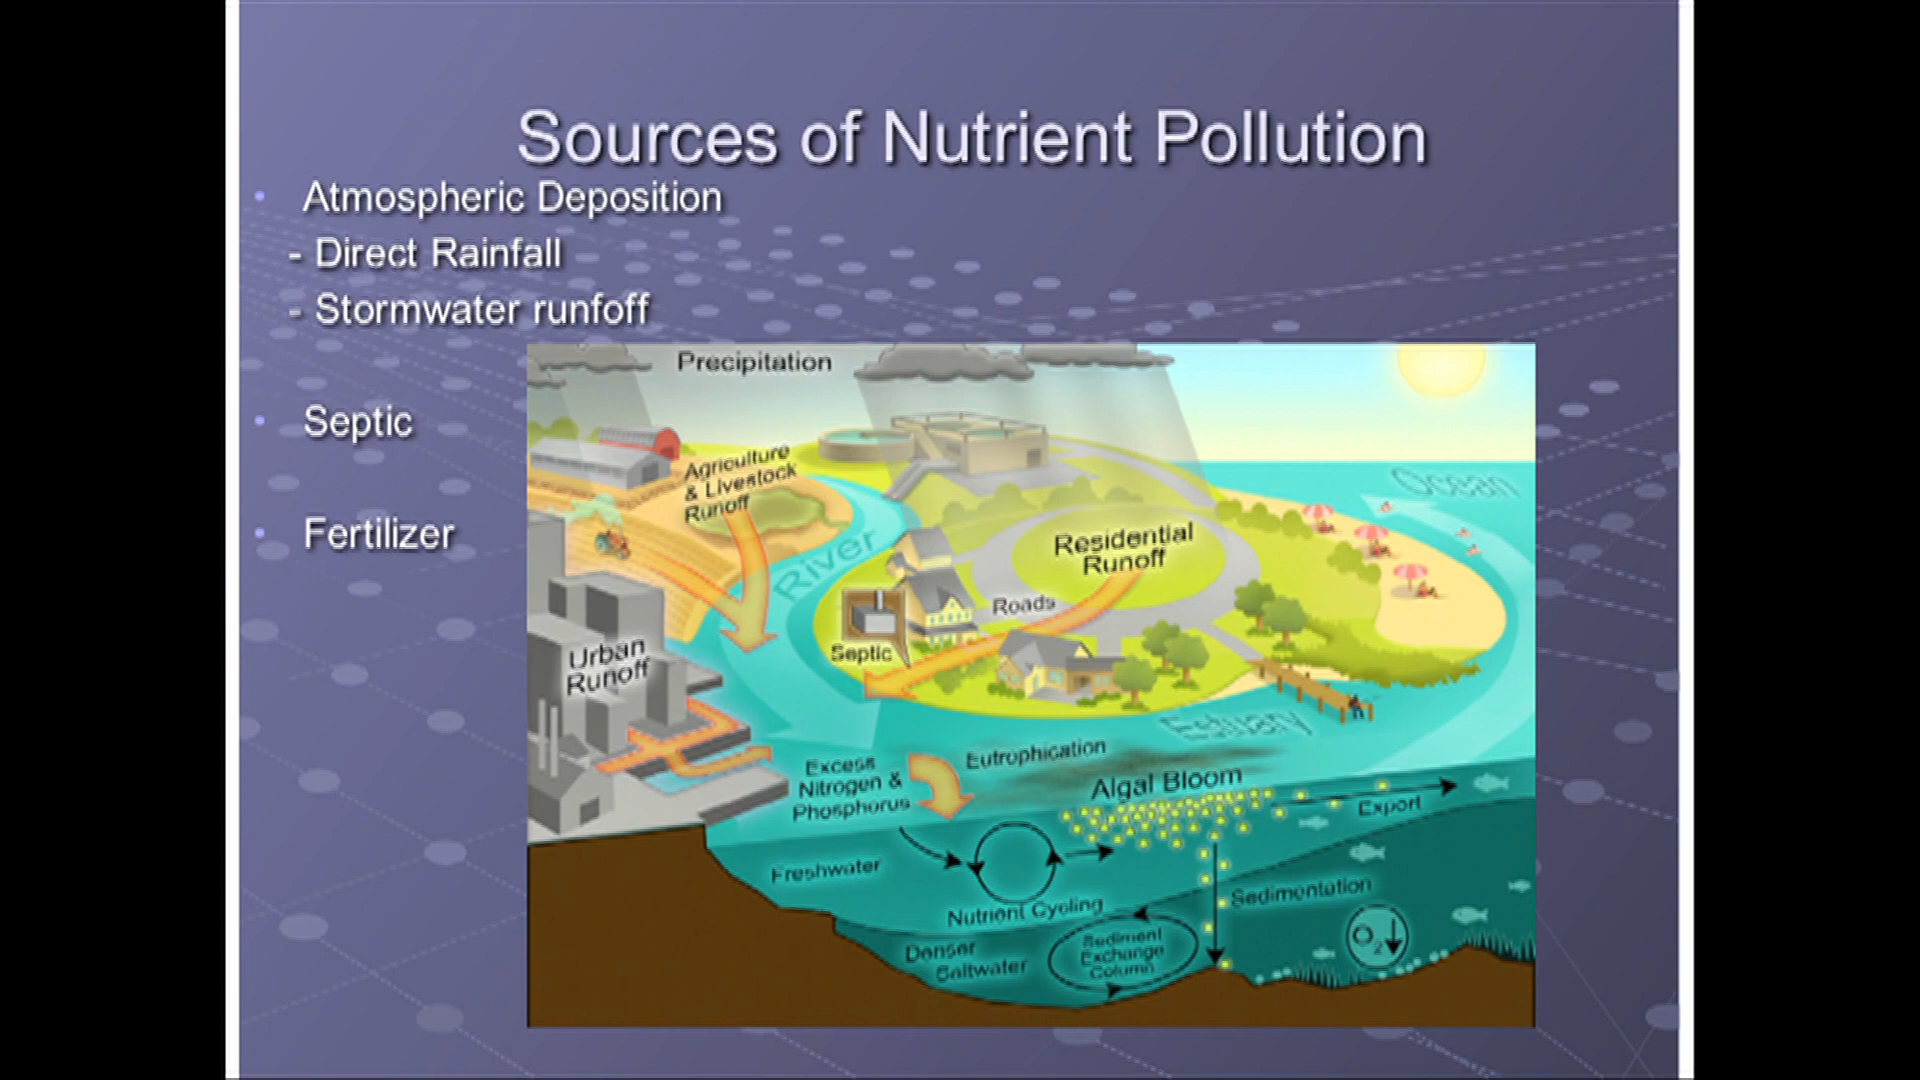 Sources of Nutrient Pollution
Atmospheric Deposition
- Direct Rainfall
- Stormwater runfoff
Septic
Fertilizer
Precipitation
Agriculture
& Livestock
Runoff
River
Ocean
Residential
Runoff
Roads
Septic
Urban
Runoff
Estuary
Excess
Nitrogen &
Phosphorus
Eutrophication
Algal Bloom
Export
Freshwater
Nutrient Cycling
Sedimentation
Denser
Saltwater
Sediment
Exchange
Column
O2